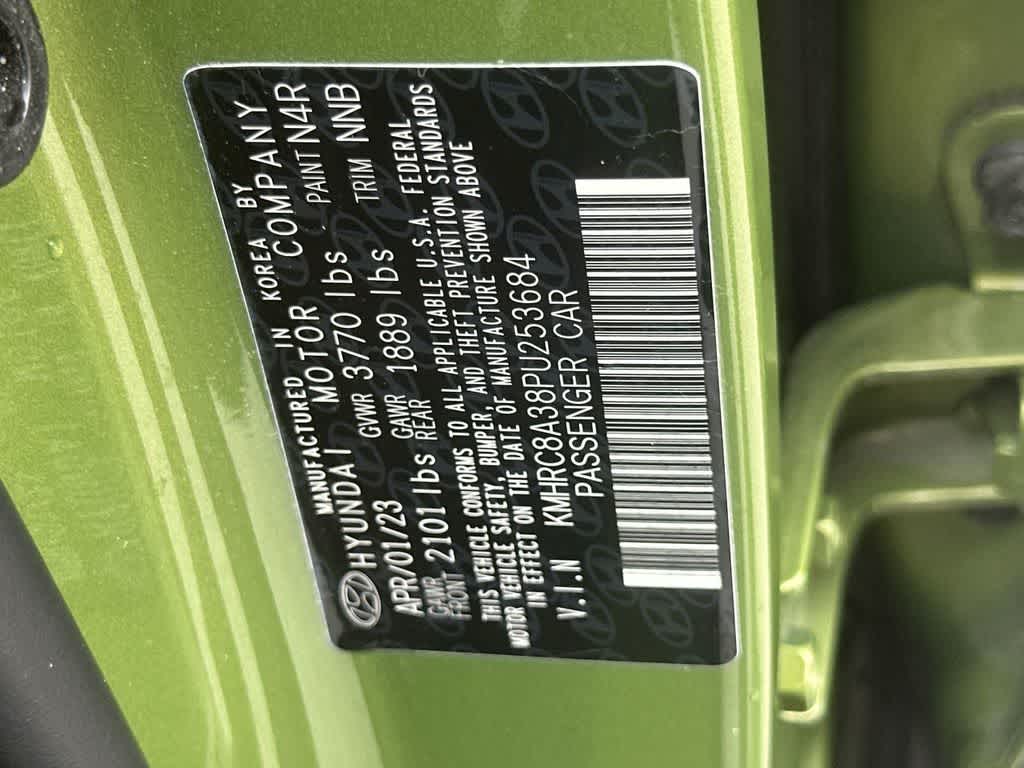 MANUFACTURED IN KOREA BY
HYUNDAI MOTOR COMPANY
APR/01/23 GVWR 3770 lbs PAINT N4R
GAWR FRONT 2101 lbs GAWR REAR 1889 lbs TRIM NNB
THIS VEHICLE CONFORMS TO ALL APPLICABLE U.S.A. FEDERAL
MOTOR VEHICLE SAFETY, BUMPER, AND THEFT PREVENTION STANDARDS
IN EFFECT ON THE DATE OF MANUFACTURE SHOWN ABOVE
V.I.N KMHRC8A38PU253684
PASSENGER CAR